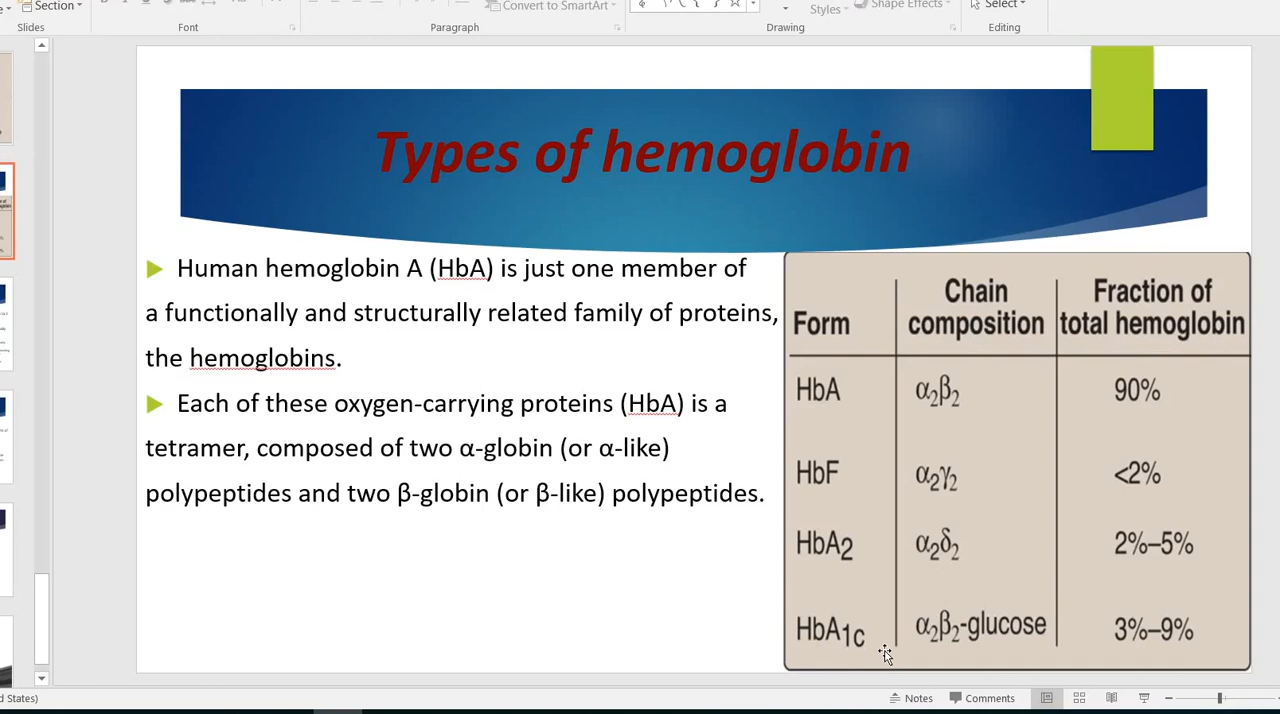 Section
Convert to SmartArt
Styles
Shape Effects
Select
Slides
Font
Paragraph
Drawing
Editing
Types of hemoglobin
Human hemoglobin A (HbA) is just one member of
a functionally and structurally related family of proteins,
the hemoglobins.
Each of these oxygen-carrying proteins (HbA) is a
tetramer, composed of two α-globin (or α-like)
polypeptides and two β-globin (or β-like) polypeptides.
Form Chain composition Fraction of total hemoglobin
HbA α₂β₂ 90%
HbF α₂γ₂ <2%
HbA₂ α₂δ₂ 2%–5%
HbA1c α₂β₂-glucose 3%–9%
States)
Notes
Comments